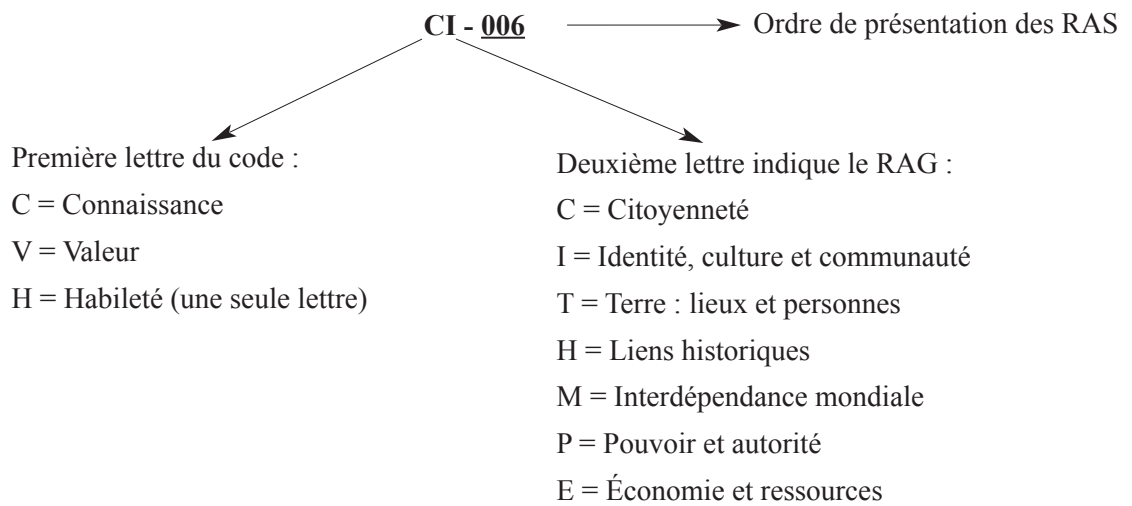 CI - 006
Ordre de présentation des RAS
Première lettre du code :
C = Connaissance
V = Valeur
H = Habileté (une seule lettre)
Deuxième lettre indique le RAG :
C = Citoyenneté
I = Identité, culture et communauté
T = Terre : lieux et personnes
H = Liens historiques
M = Interdépendance mondiale
P = Pouvoir et autorité
E = Économie et ressources